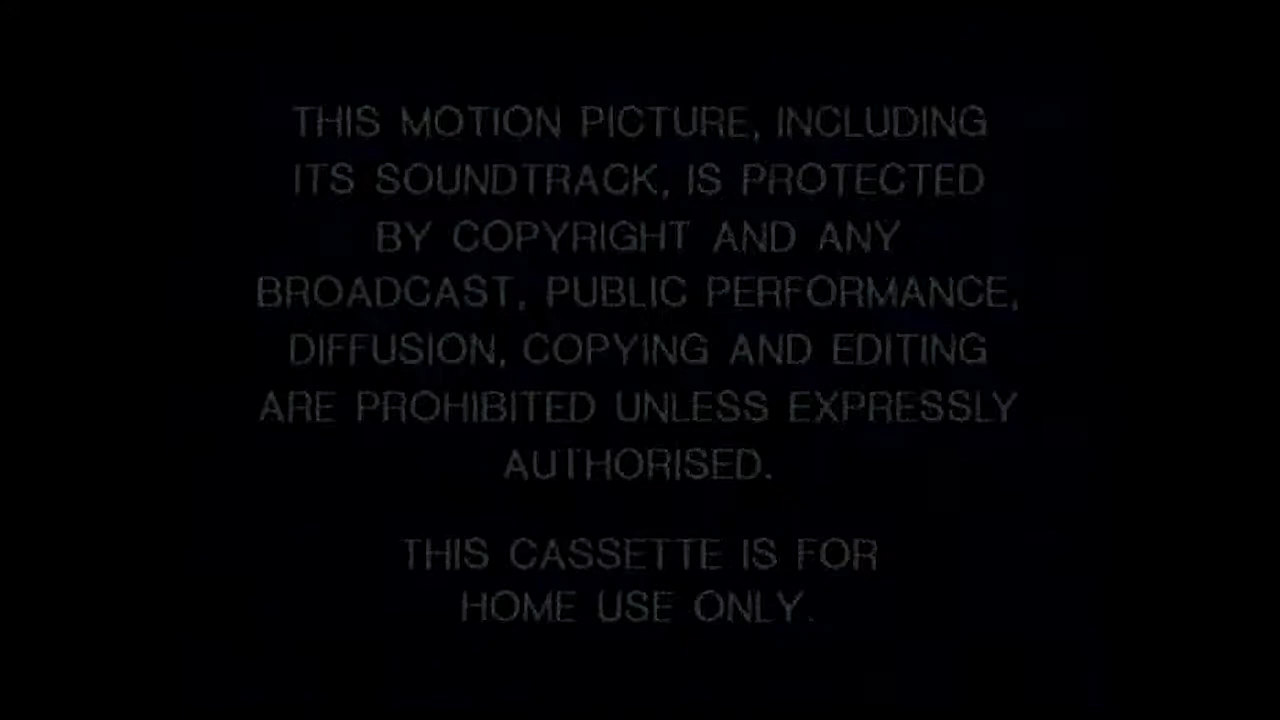 THIS MOTION PICTURE, INCLUDING
ITS SOUNDTRACK, IS PROTECTED
BY COPYRIGHT AND ANY
BROADCAST, PUBLIC PERFORMANCE,
DIFFUSION, COPYING AND EDITING
ARE PROHIBITED UNLESS EXPRESSLY
AUTHORISED.
THIS CASSETTE IS FOR
HOME USE ONLY.